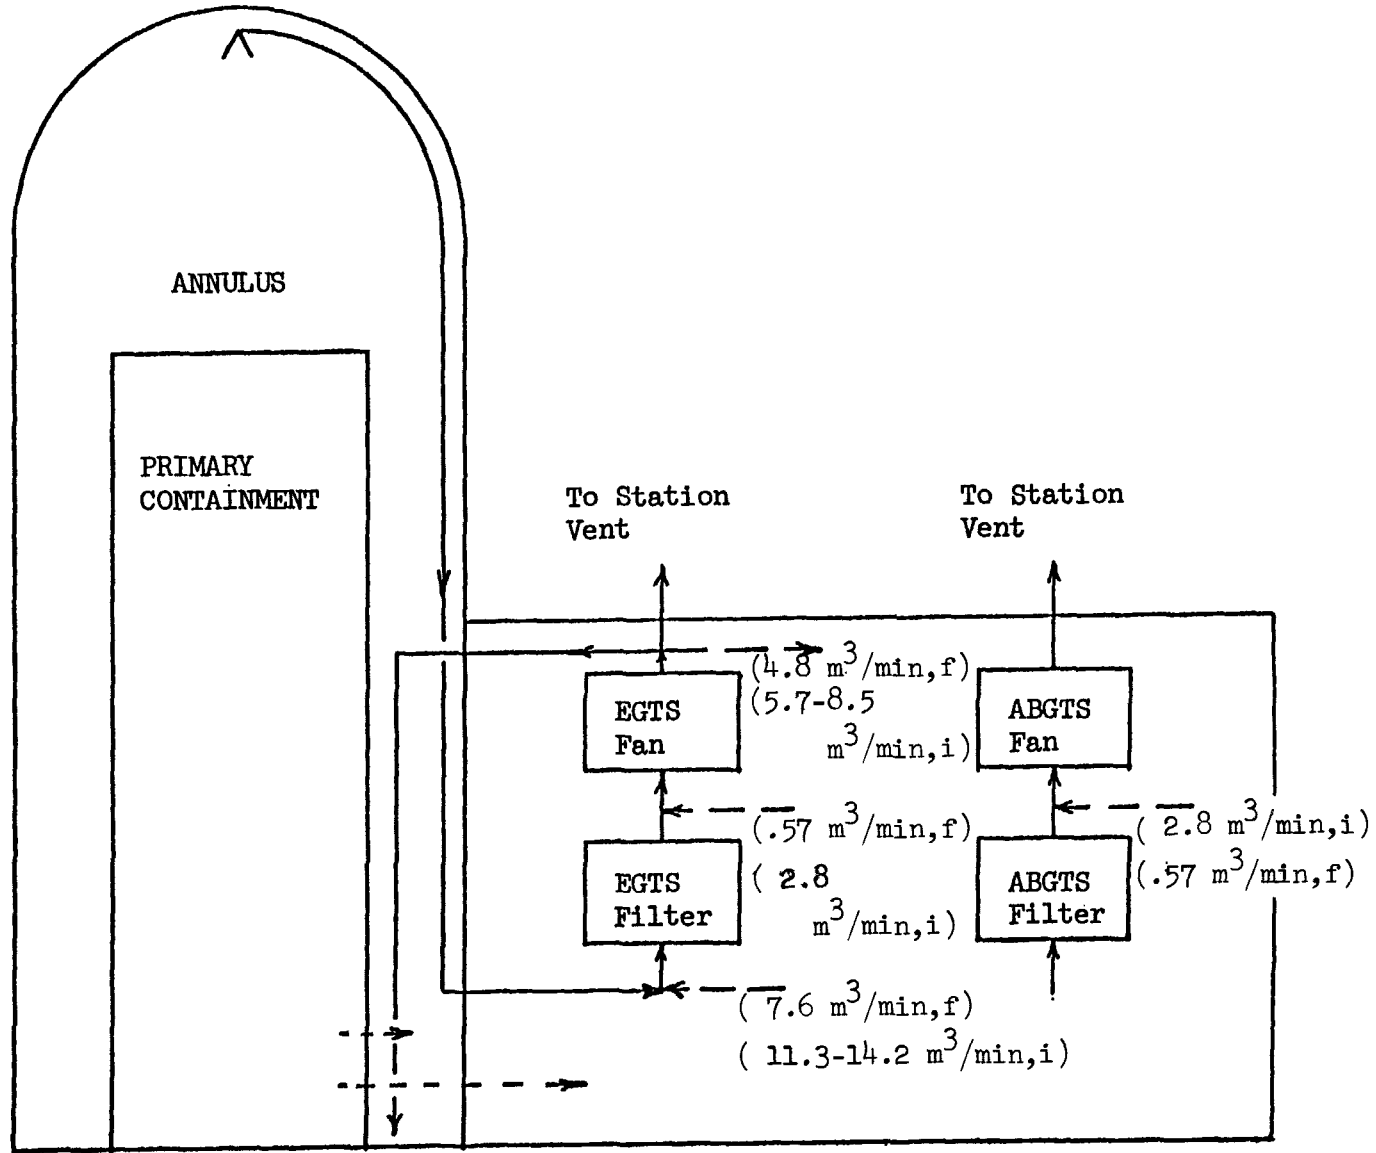 ANNULUS
PRIMARY
CONTAINMENT
To Station
Vent
To Station
Vent
(4.8 m³/min,f)
(5.7-8.5
m³/min,i)
EGTS
Fan
ABGTS
Fan
(.57 m³/min,f)
( 2.8
m³/min,i)
( 2.8 m³/min,i)
(.57 m³/min,f)
EGTS
Filter
ABGTS
Filter
( 7.6 m³/min,f)
( 11.3-14.2 m³/min,i)